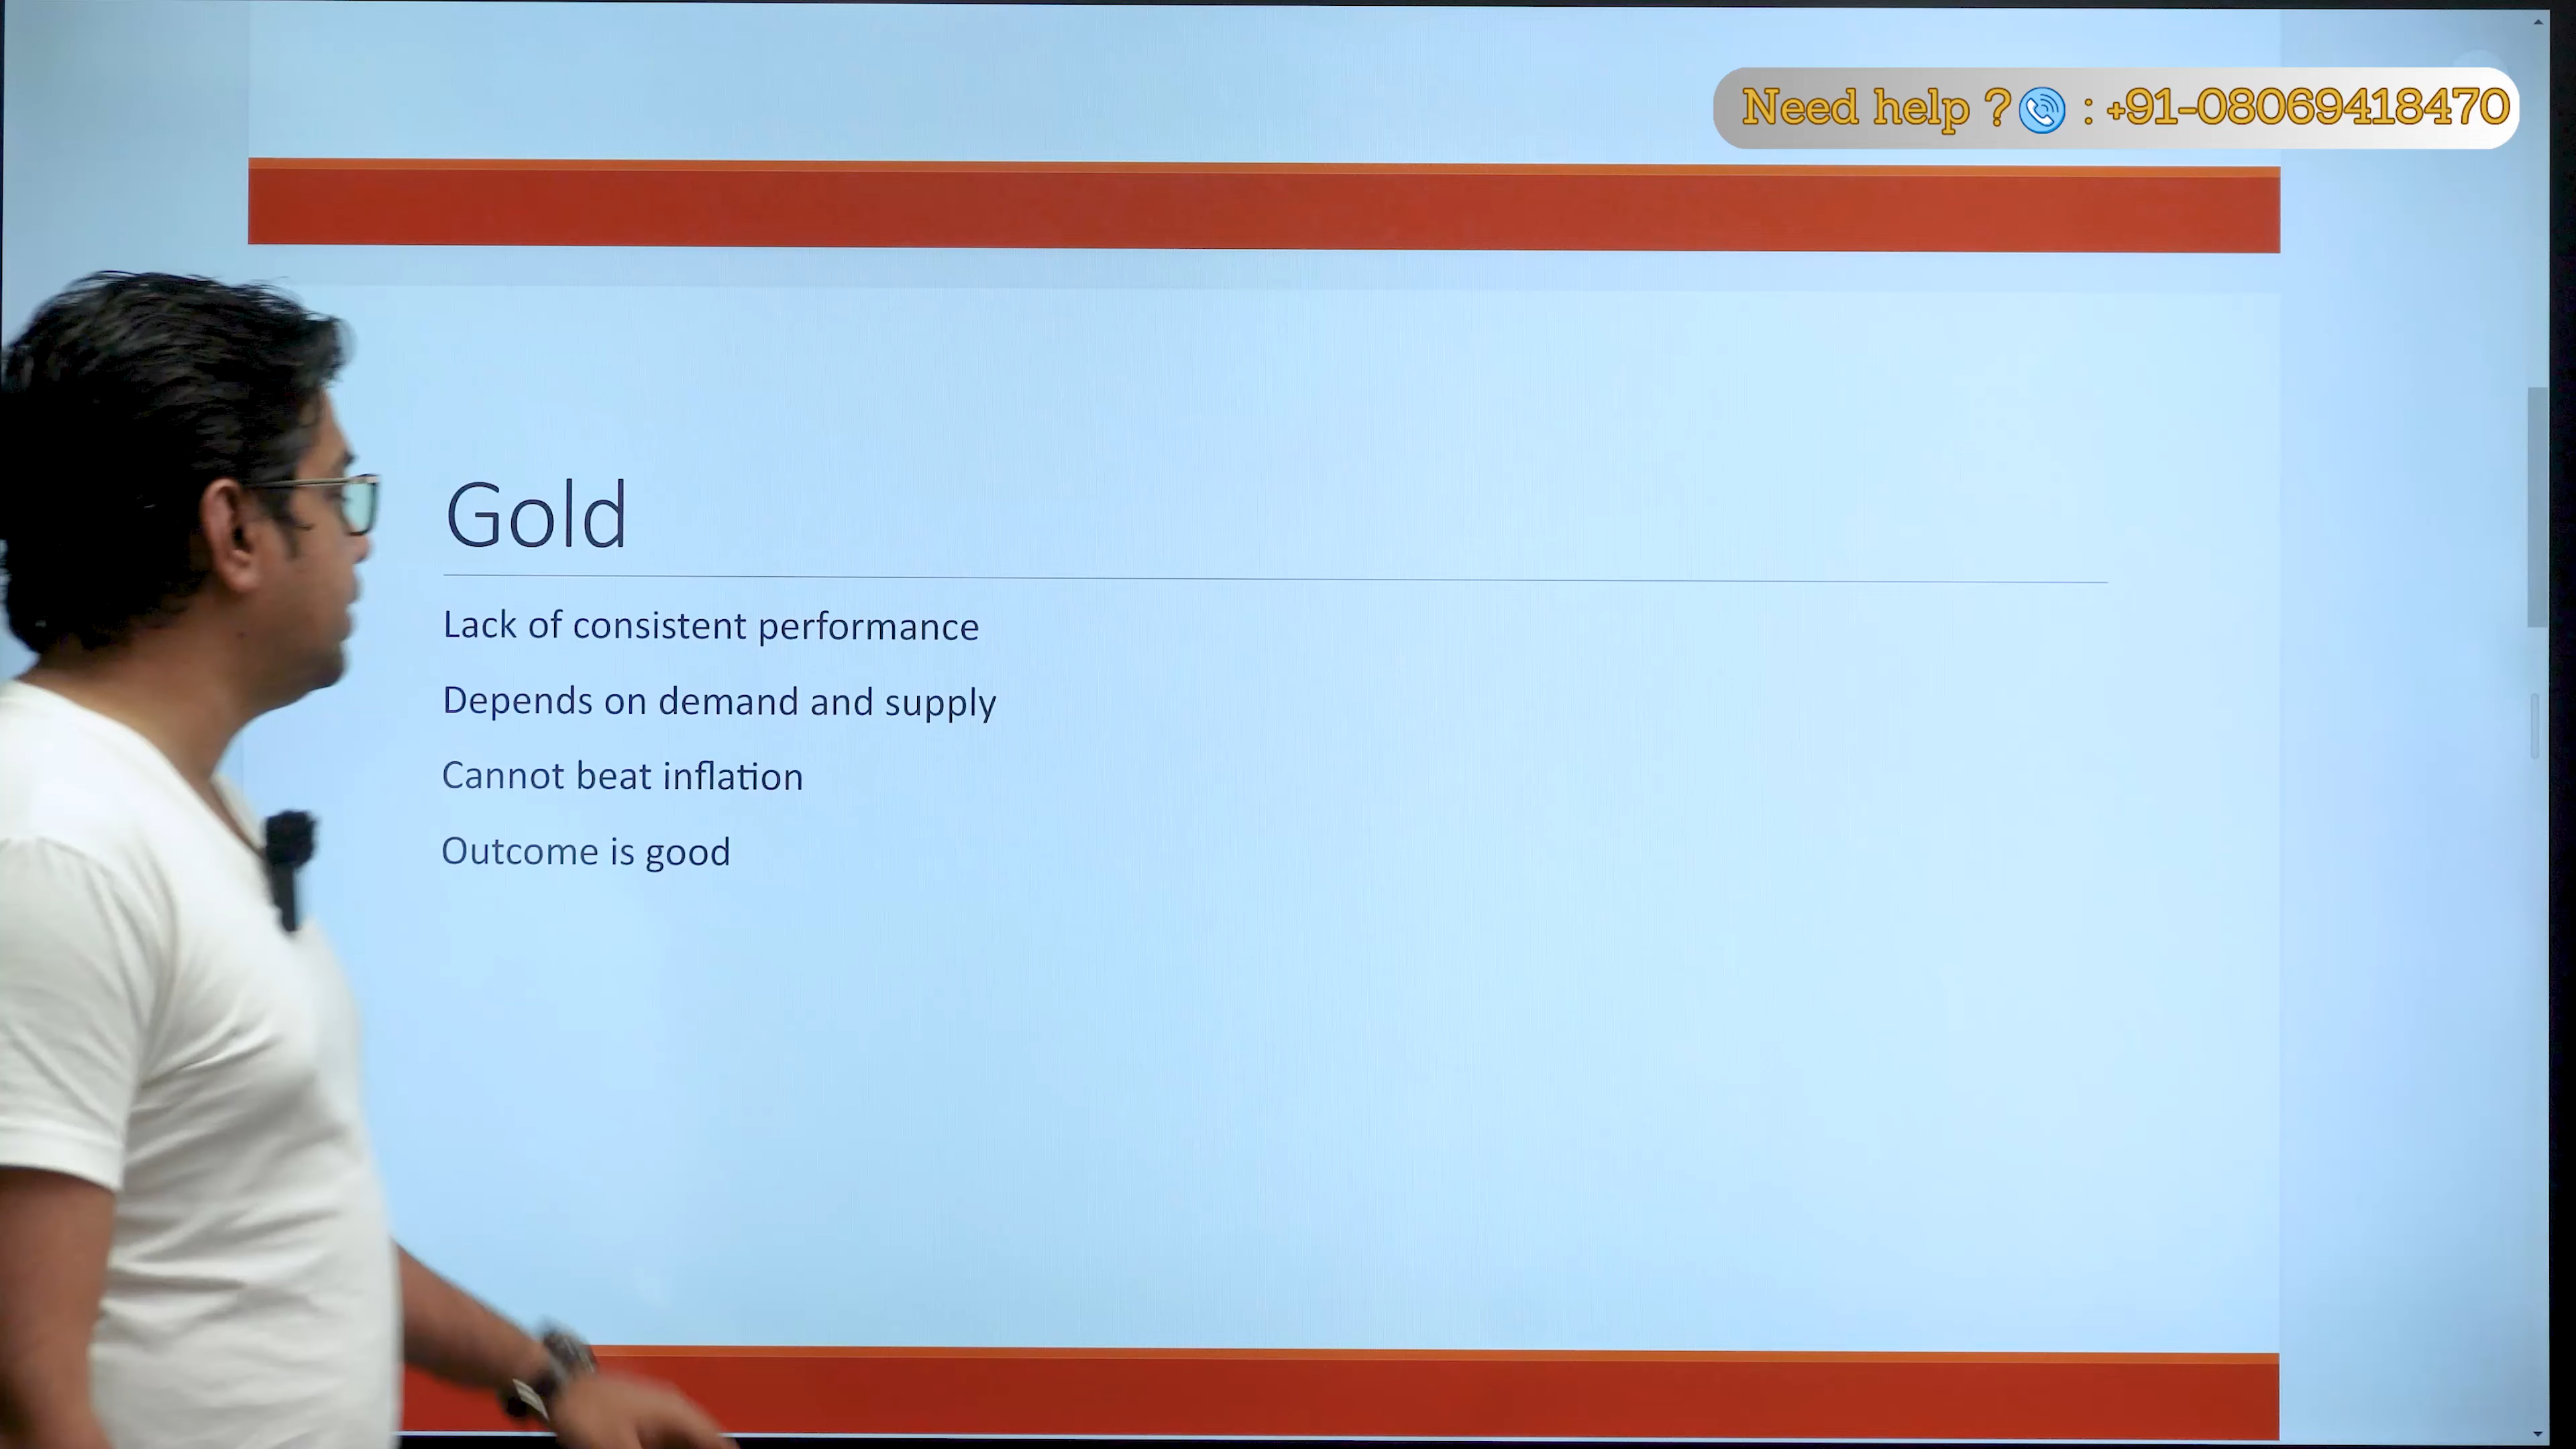 Need help ? : +91-08069418470
Gold
Lack of consistent performance
Depends on demand and supply
Cannot beat inflation
Outcome is good